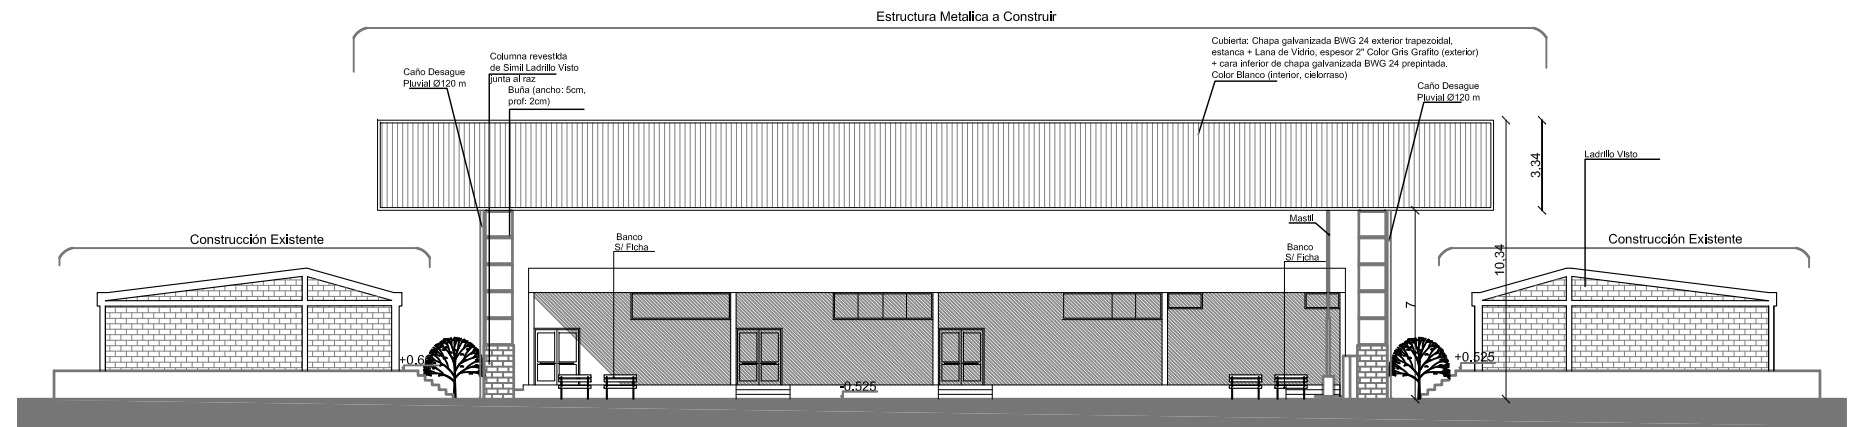 Estructura Metalica a Construir
Columna revestida
de Simil Ladrillo Visto
junta al raz
Buña (ancho: 5cm,
prof: 2cm)
Caño Desague
Pluvial Ø120 m
Cubierta: Chapa galvanizada BWG 24 exterior trapezoidal,
estanca + Lana de Vidrio, espesor 2" Color Gris Grafito (exterior)
+ cara inferior de chapa galvanizada BWG 24 prepintada.
Color Blanco (interior, cielorraso)
Caño Desague
Pluvial Ø120 m
3,34
Ladrillo Visto
Mastil
Construcción Existente
Banco
S/ Ficha
Banco
S/ Ficha
Construcción Existente
10,34
7
-0.525
+0.525